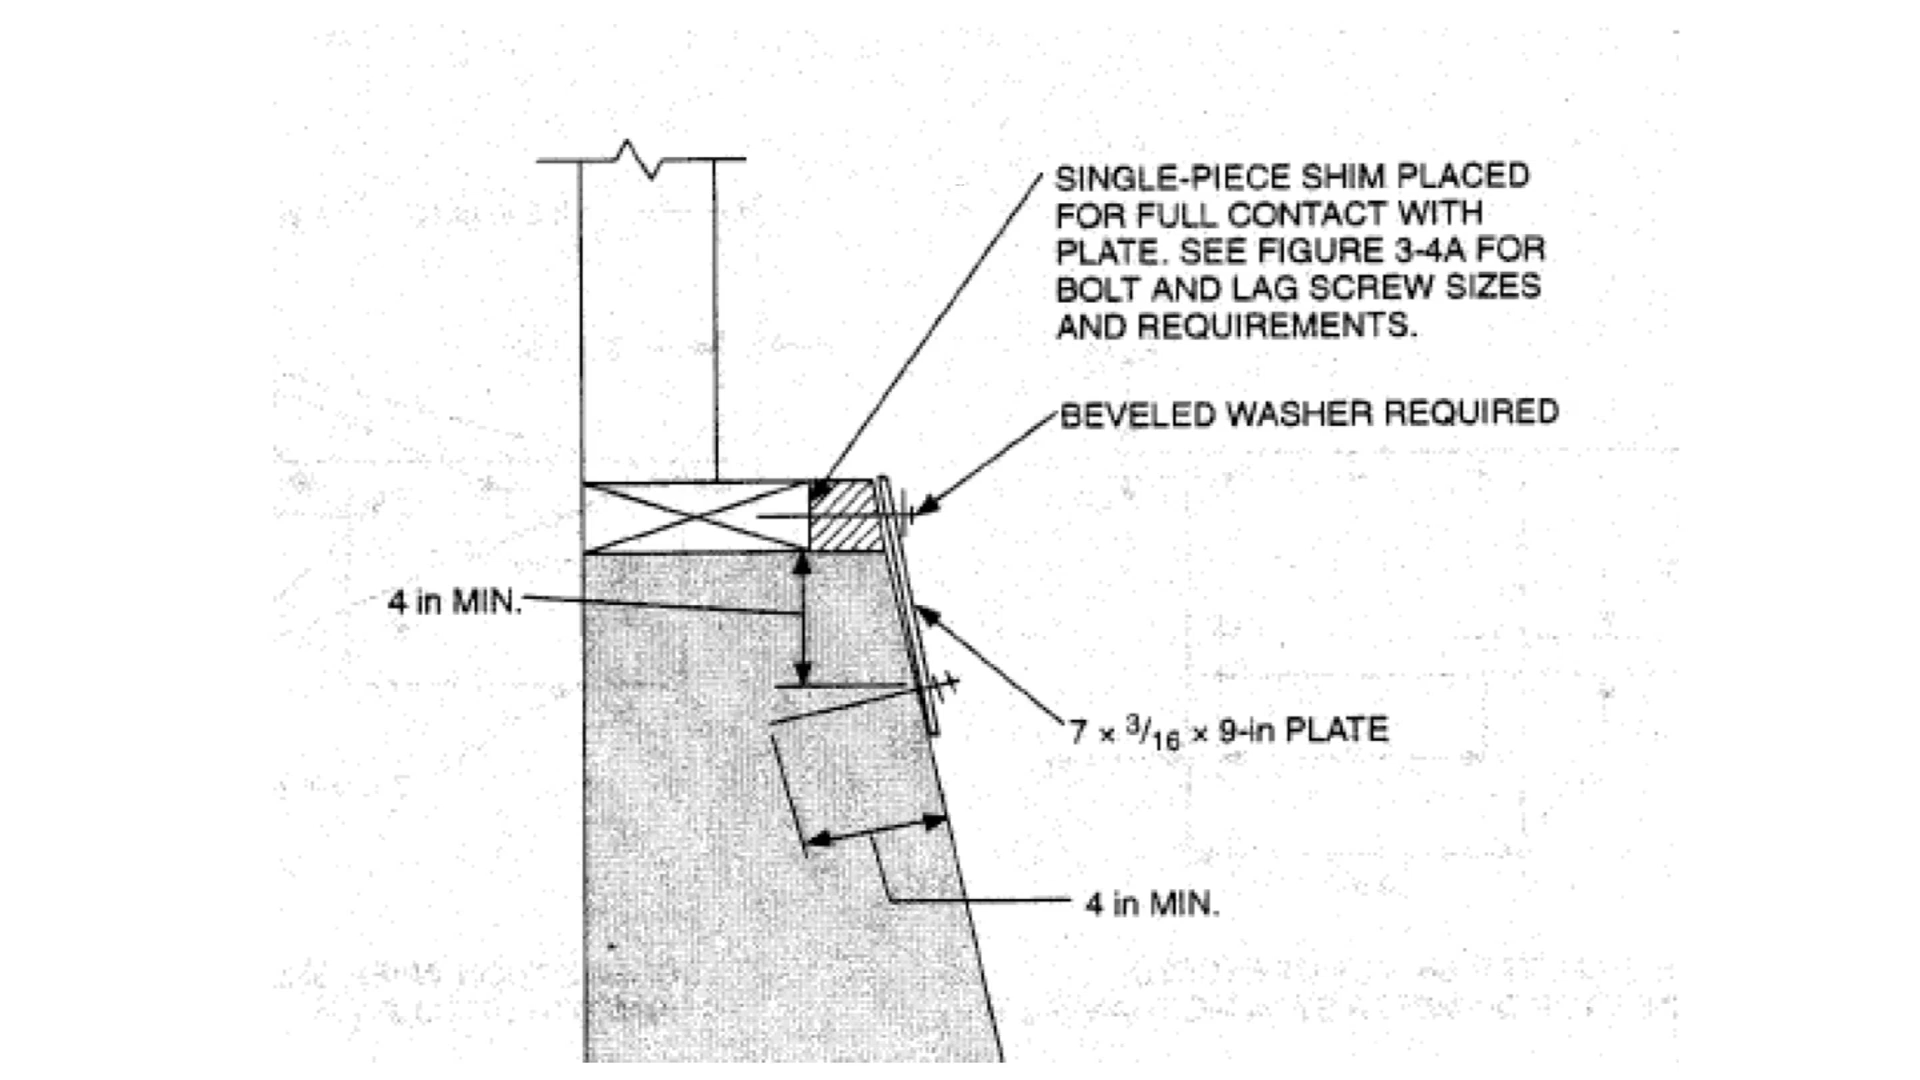 SINGLE-PIECE SHIM PLACED
FOR FULL CONTACT WITH
PLATE. SEE FIGURE 3-4A FOR
BOLT AND LAG SCREW SIZES
AND REQUIREMENTS.
BEVELED WASHER REQUIRED
4 in MIN.
7 × 3/16 × 9-in PLATE
4 in MIN.